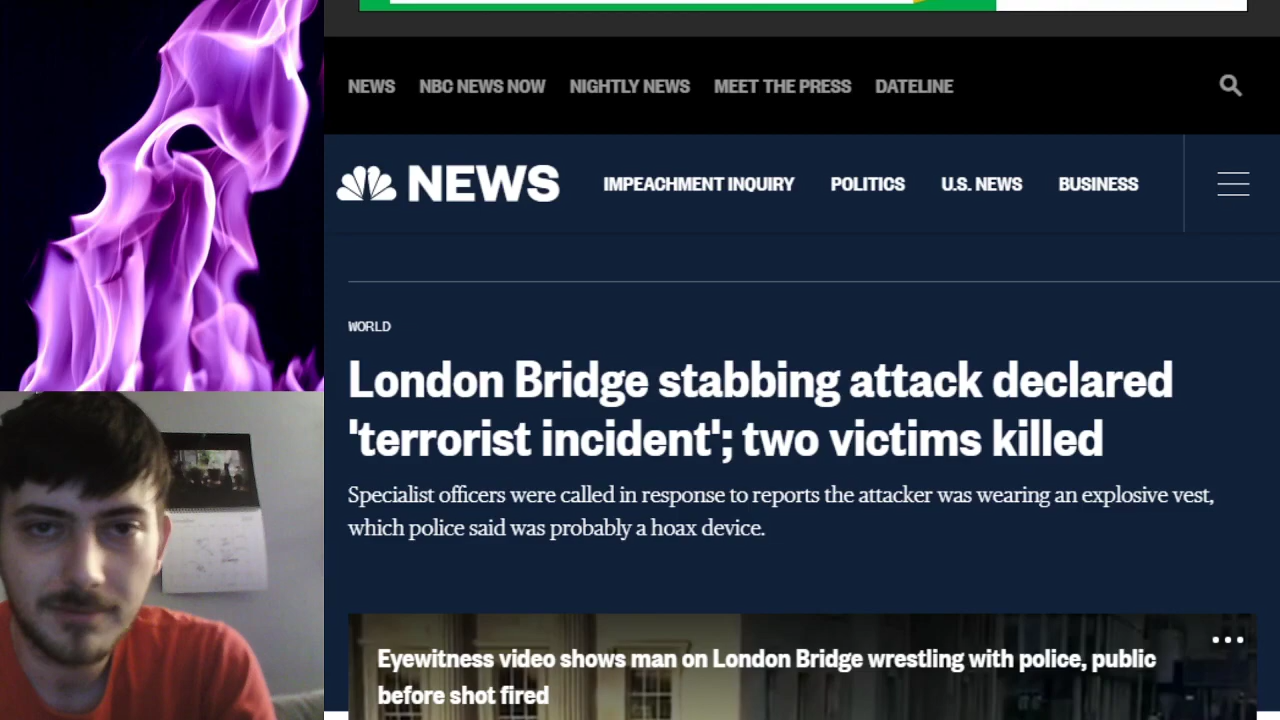 NEWS NBC NEWS NOW NIGHTLY NEWS MEET THE PRESS DATELINE
NEWS IMPEACHMENT INQUIRY POLITICS U.S. NEWS BUSINESS
WORLD
London Bridge stabbing attack declared
'terrorist incident'; two victims killed
Specialist officers were called in response to reports the attacker was wearing an explosive vest,
which police said was probably a hoax device.
Eyewitness video shows man on London Bridge wrestling with police, public
before shot fired